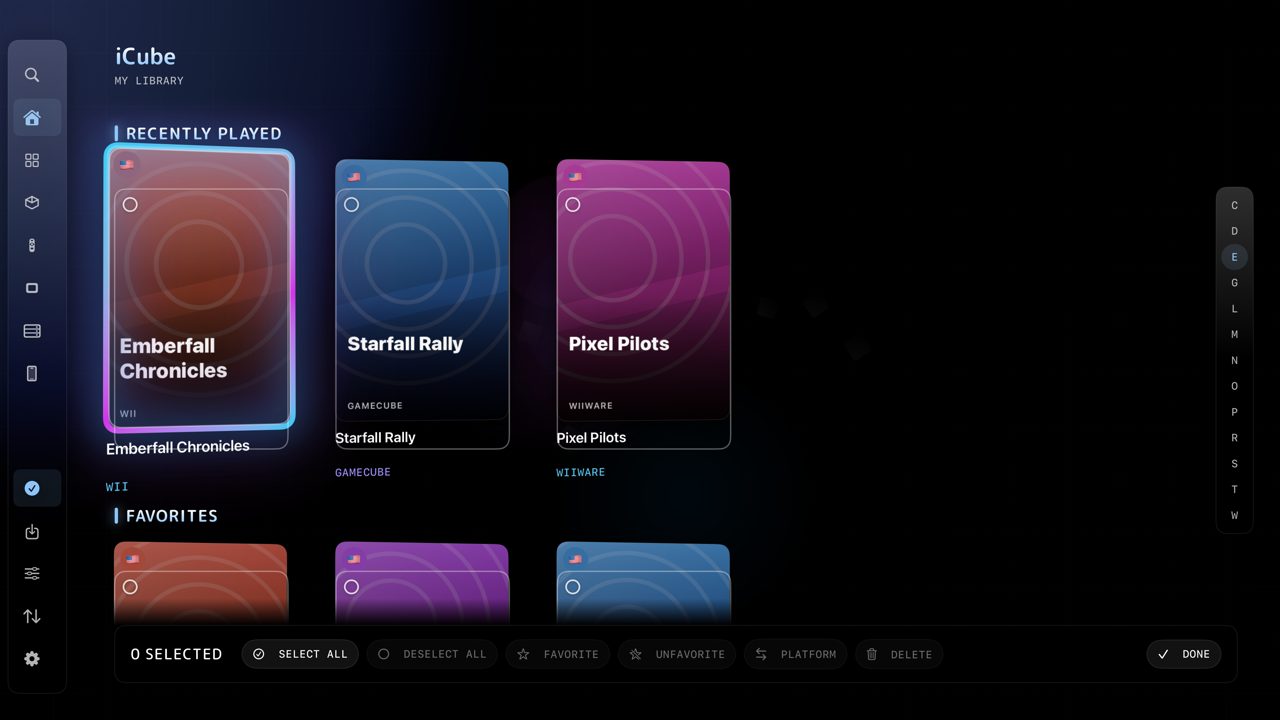 iCube
MY LIBRARY
RECENTLY PLAYED
Emberfall
Chronicles
WII
Emberfall Chronicles
WII
Starfall Rally
GAMECUBE
Starfall Rally
GAMECUBE
Pixel Pilots
WIIWARE
Pixel Pilots
WIIWARE
FAVORITES
0 SELECTED
SELECT ALL
DESELECT ALL
FAVORITE
UNFAVORITE
PLATFORM
DELETE
DONE
C
D
E
G
L
M
N
O
P
R
S
T
W